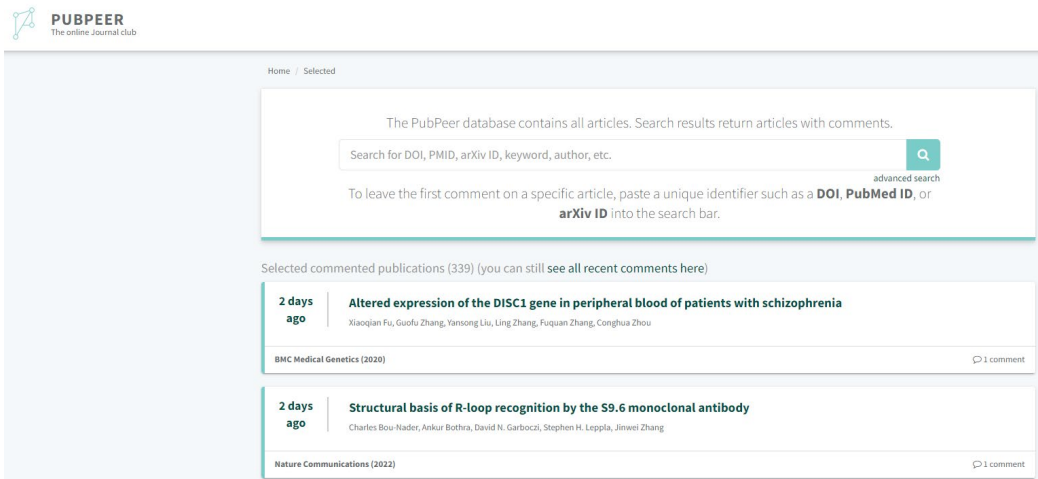 PUBPEER
The online Journal club
Home / Selected
The PubPeer database contains all articles. Search results return articles with comments.
Search for DOI, PMID, arXiv ID, keyword, author, etc.
advanced search
To leave the first comment on a specific article, paste a unique identifier such as a DOI, PubMed ID, or
arXiv ID into the search bar.
Selected commented publications (339) (you can still see all recent comments here)
2 days
ago
Altered expression of the DISC1 gene in peripheral blood of patients with schizophrenia
Xiaoqian Fu, Guofu Zhang, Yansong Liu, Ling Zhang, Fuquan Zhang, Conghua Zhou
BMC Medical Genetics (2020)
1 comment
2 days
ago
Structural basis of R-loop recognition by the S9.6 monoclonal antibody
Charles Bou-Nader, Ankur Bothra, David N. Garboczi, Stephen H. Leppla, Jinwei Zhang
Nature Communications (2022)
1 comment